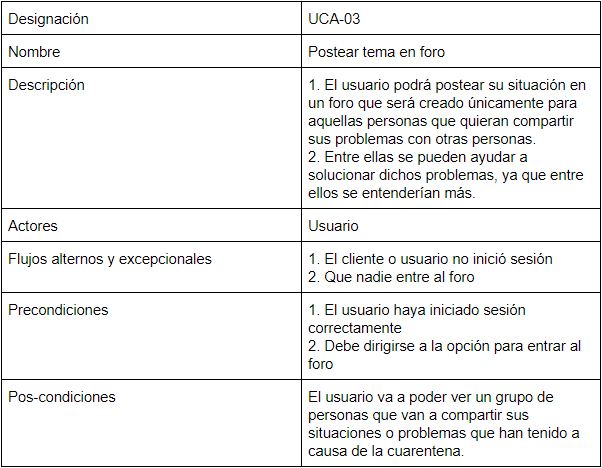 Designación
UCA-03
Nombre
Postear tema en foro
Descripción
1. El usuario podrá postear su situación en
un foro que será creado únicamente para
aquellas personas que quieran compartir
sus problemas con otras personas.
2. Entre ellas se pueden ayudar a
solucionar dichos problemas, ya que entre
ellos se entenderían más.
Actores
Usuario
Flujos alternos y excepcionales
1. El cliente o usuario no inició sesión
2. Que nadie entre al foro
Precondiciones
1. El usuario haya iniciado sesión
correctamente
2. Debe dirigirse a la opción para entrar al
foro
Pos-condiciones
El usuario va a poder ver un grupo de
personas que van a compartir sus
situaciones o problemas que han tenido a
causa de la cuarentena.